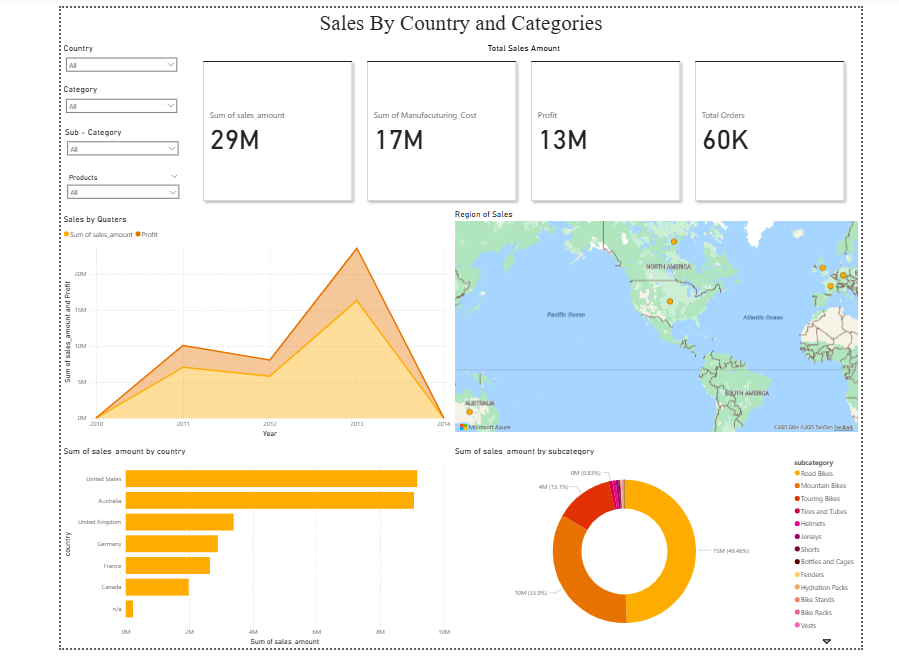 Sales By Country and Categories
Country
All
Category
All
Sub - Category
All
Products
All
Total Sales Amount
Sum of sales_amount
29M
Sum of Manufacuturing_Cost
17M
Profit
13M
Total Orders
60K
Sales by Quaters
Sum of sales_amount Profit
Sum of sales_amount and Profit
20M
15M
10M
5M
0M
2010 2011 2012 2013 2014
Year
Region of Sales
NORTH AMERICA
Pacific Ocean
Atlantic Ocean
SOUTH AMERICA
AUSTRALIA
Microsoft Azure
©2025 OSM ©2025 TomTom Feedback
Sum of sales_amount by country
country
United States
Australia
United Kingdom
Germany
France
Canada
n/a
0M 2M 4M 6M 8M 10M
Sum of sales_amount
Sum of sales_amount by subcategory
0M (0.83%)
4M (13.1%)
10M (33.9%)
15M (49.46%)
subcategory
Road Bikes
Mountain Bikes
Touring Bikes
Tires and Tubes
Helmets
Jerseys
Shorts
Bottles and Cages
Fenders
Hydration Packs
Bike Stands
Bike Racks
Vests